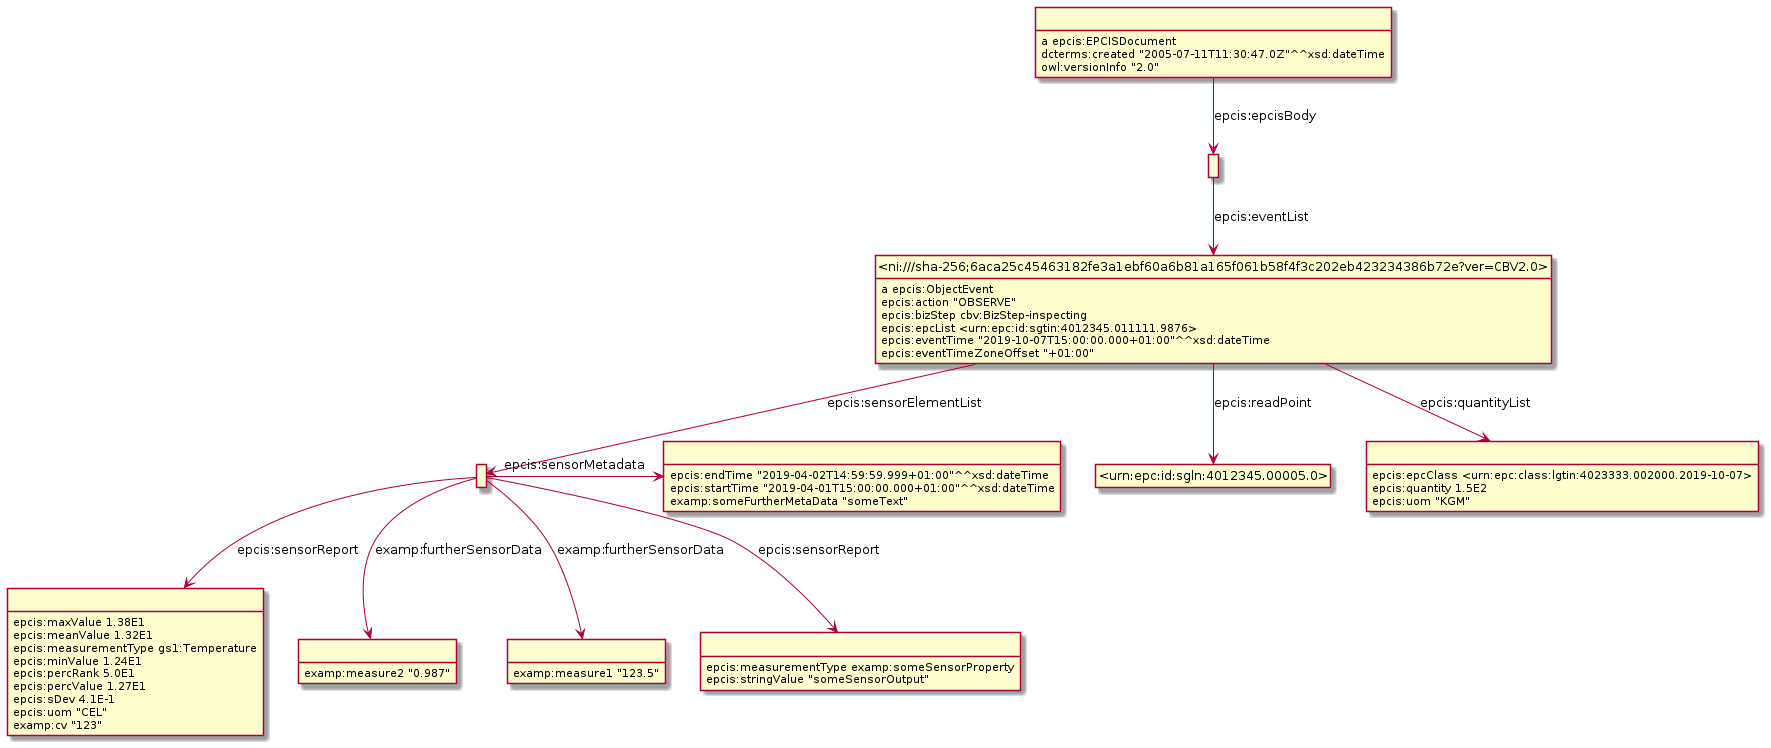 a epcis:EPCISDocument
dcterms:created "2005-07-11T11:30:47.0Z"^^xsd:dateTime
owl:versionInfo "2.0"
epcis:epcisBody
epcis:eventList
<ni:///sha-256;6aca25c45463182fe3a1ebf60a6b81a165f061b58f4f3c202eb423234386b72e?ver=CBV2.0>
a epcis:ObjectEvent
epcis:action "OBSERVE"
epcis:bizStep cbv:BizStep-inspecting
epcis:epcList <urn:epc:id:sgtin:4012345.011111.9876>
epcis:eventTime "2019-10-07T15:00:00.000+01:00"^^xsd:dateTime
epcis:eventTimeZoneOffset "+01:00"
epcis:sensorElementList
epcis:readPoint
epcis:quantityList
epcis:sensorMetadata
epcis:endTime "2019-04-02T14:59:59.999+01:00"^^xsd:dateTime
epcis:startTime "2019-04-01T15:00:00.000+01:00"^^xsd:dateTime
examp:someFurtherMetaData "someText"
<urn:epc:id:sgln:4012345.00005.0>
epcis:epcClass <urn:epc:class:lgtin:4023333.002000.2019-10-07>
epcis:quantity 1.5E2
epcis:uom "KGM"
epcis:sensorReport
examp:furtherSensorData
examp:furtherSensorData
epcis:sensorReport
epcis:maxValue 1.38E1
epcis:meanValue 1.32E1
epcis:measurementType gs1:Temperature
epcis:minValue 1.24E1
epcis:percRank 5.0E1
epcis:percValue 1.27E1
epcis:sDev 4.1E-1
epcis:uom "CEL"
examp:cv "123"
examp:measure2 "0.987"
examp:measure1 "123.5"
epcis:measurementType examp:someSensorProperty
epcis:stringValue "someSensorOutput"